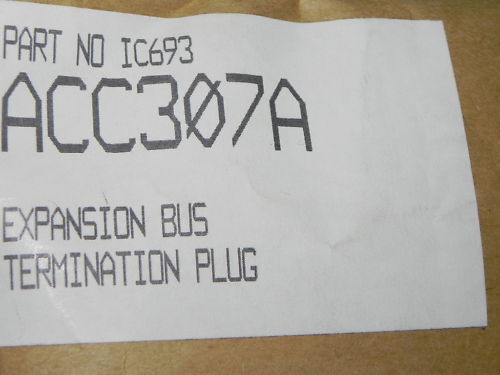 PART NO IC693
ACC307A
EXPANSION BUS
TERMINATION PLUG